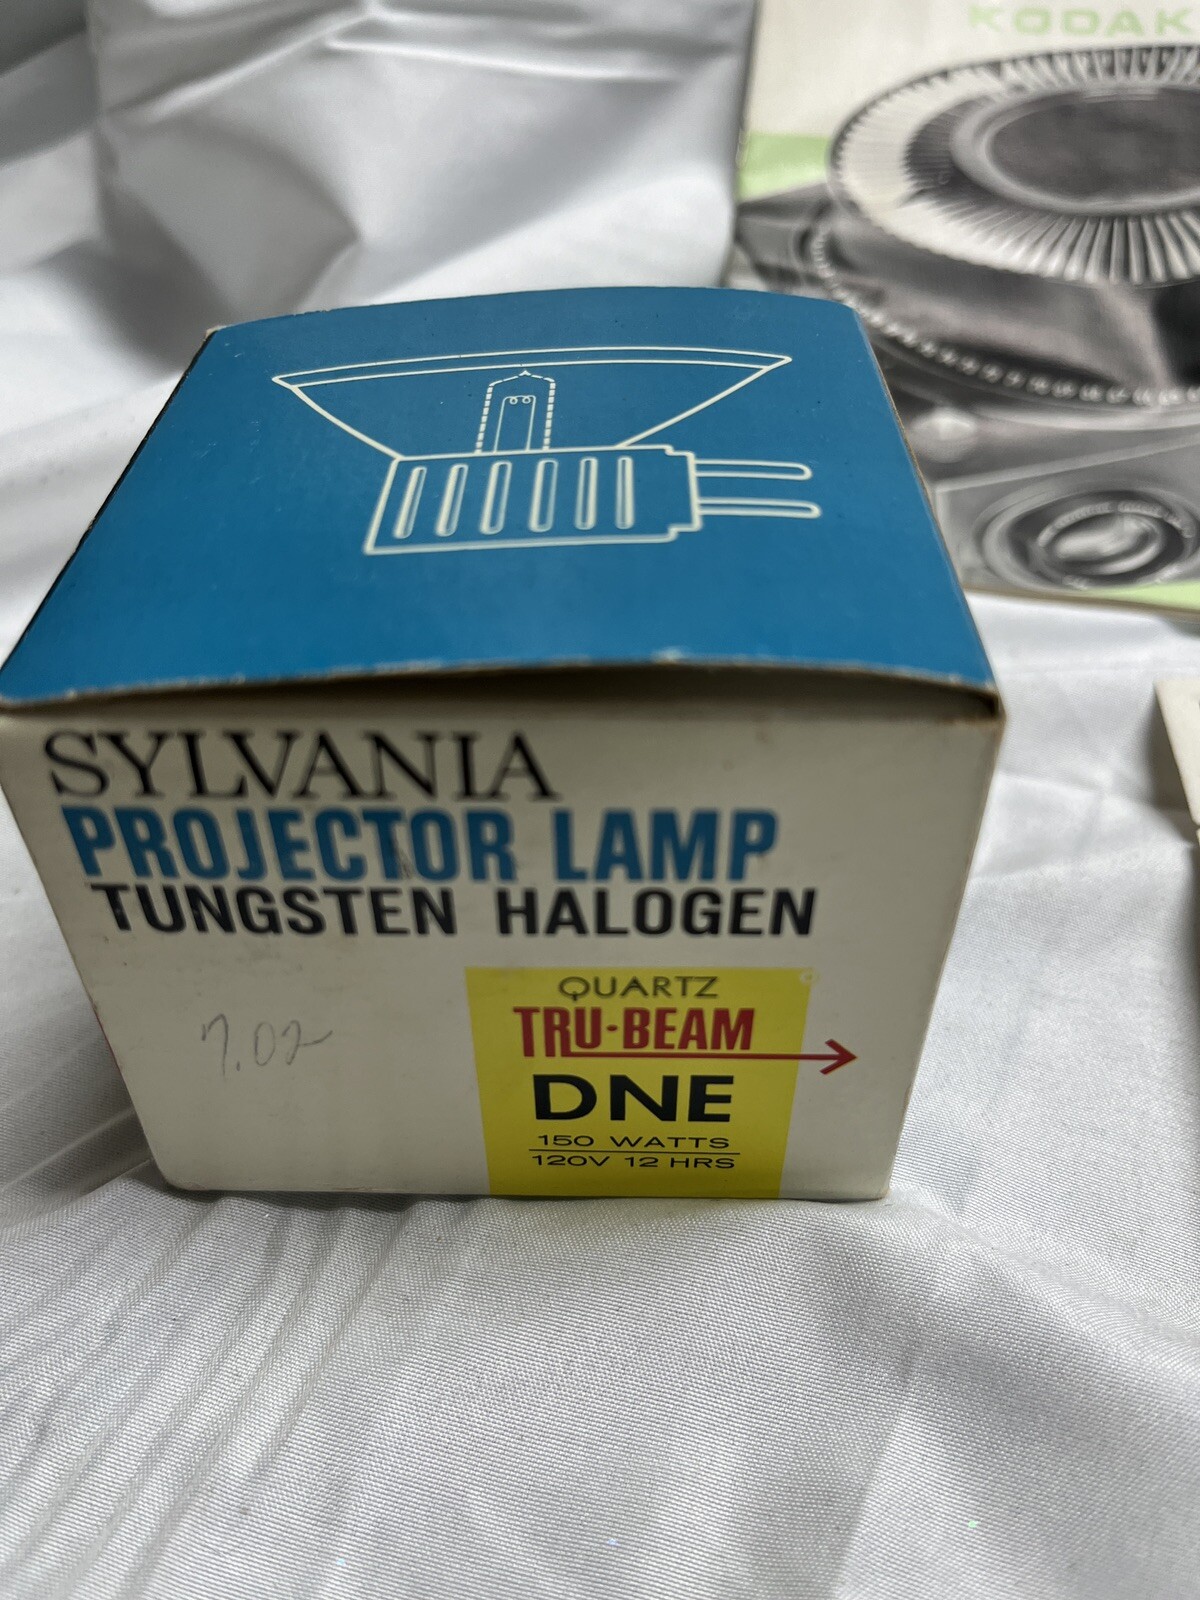 KODAK
SYLVANIA
PROJECTOR LAMP
TUNGSTEN HALOGEN
QUARTZ
TRU-BEAM
DNE
150 WATTS
120V 12 HRS
7.02